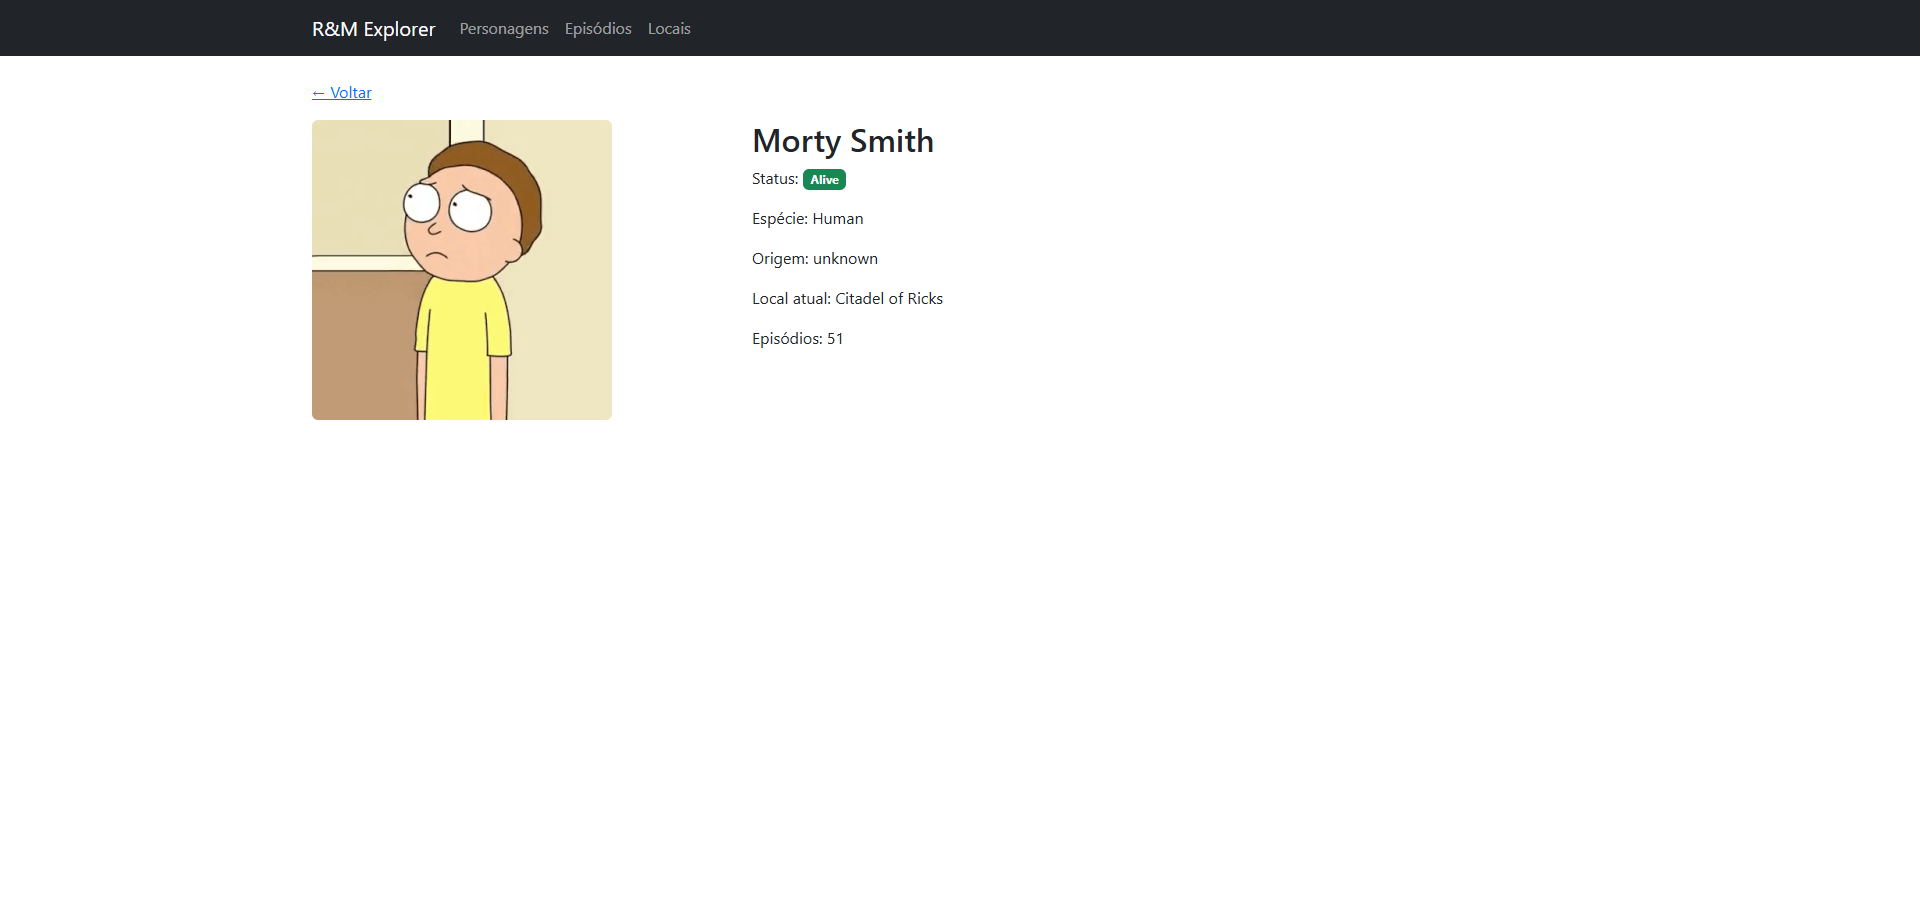 R&M Explorer Personagens Episódios Locais
← Voltar
Morty Smith
Status: Alive
Espécie: Human
Origem: unknown
Local atual: Citadel of Ricks
Episódios: 51